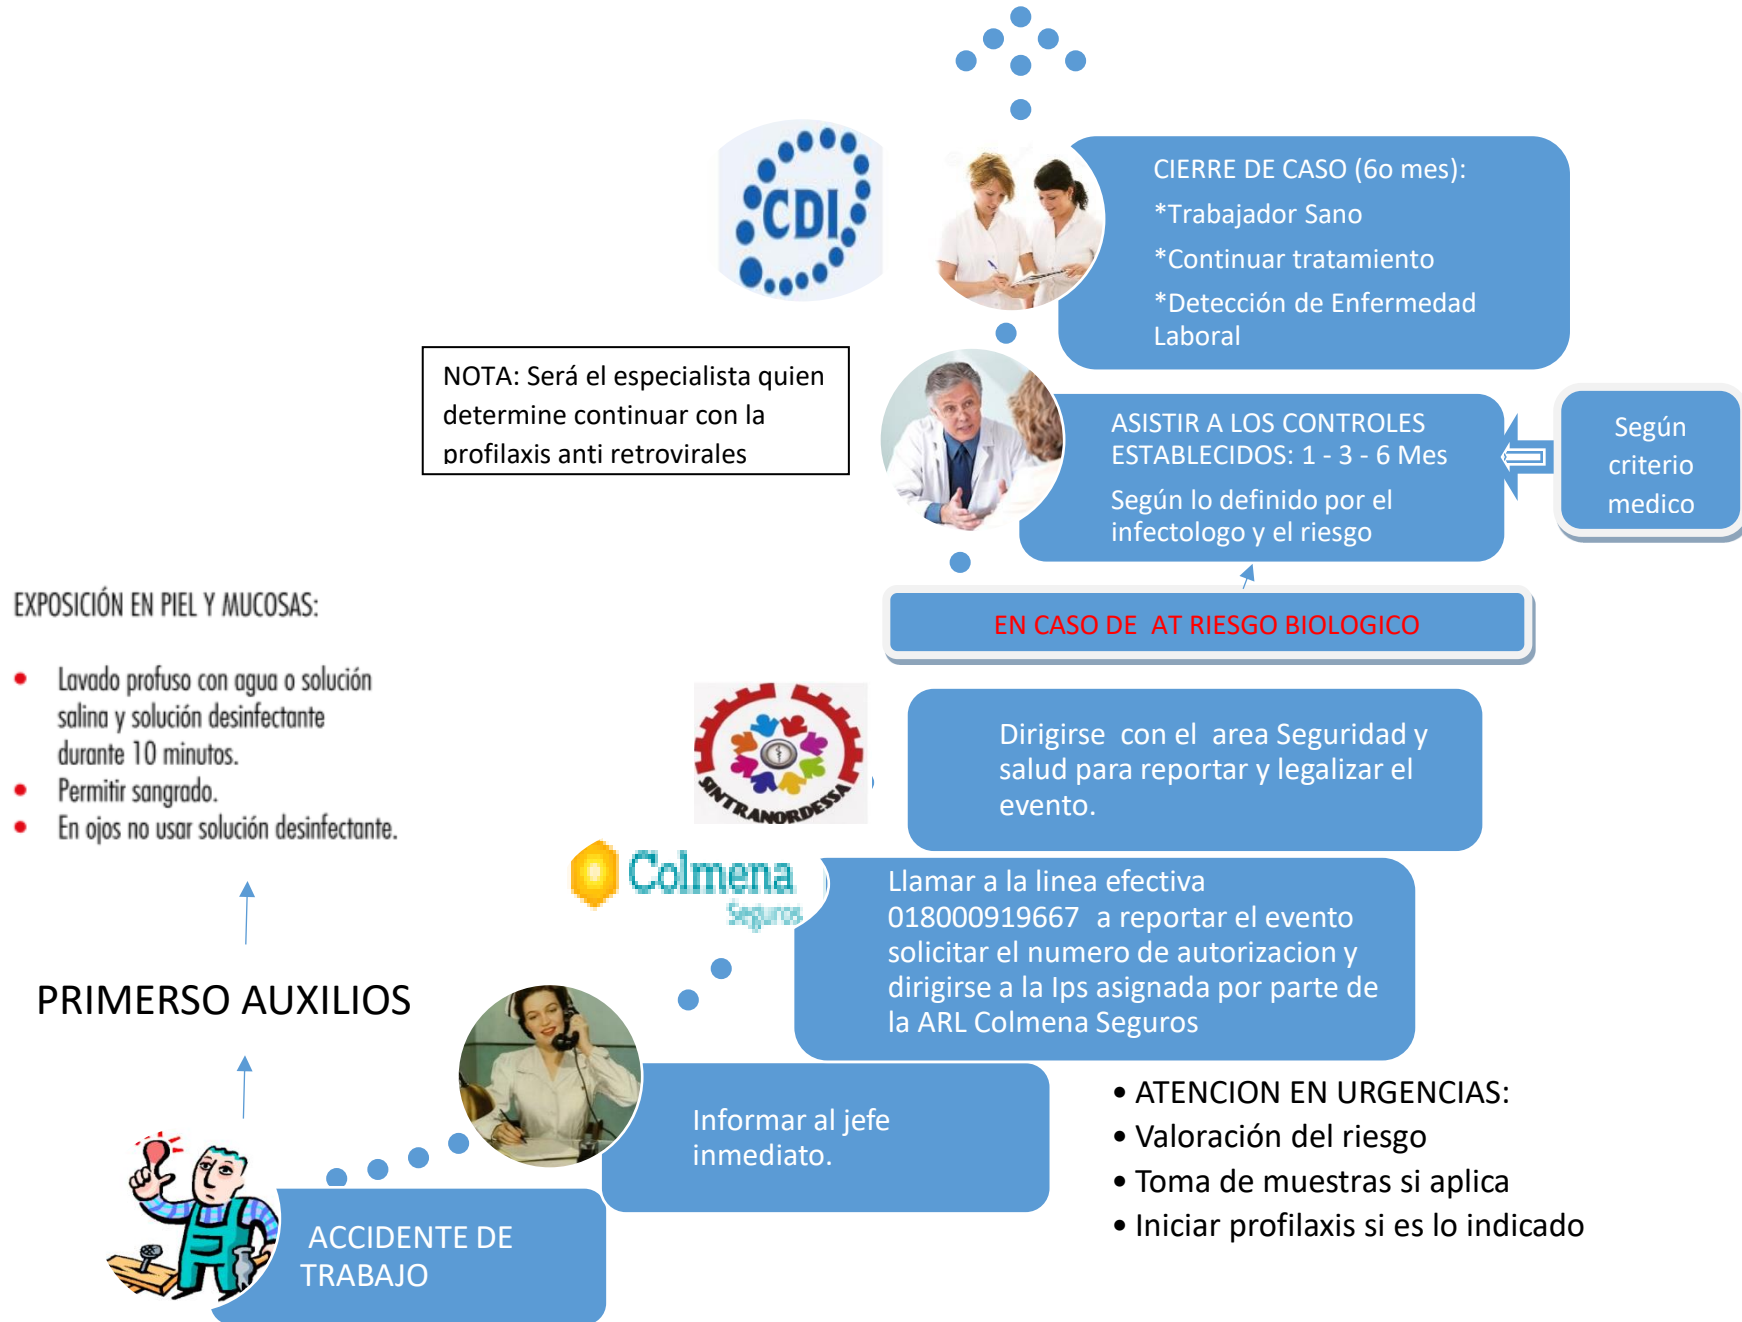 CDI
CIERRE DE CASO (6o mes):
*Trabajador Sano
*Continuar tratamiento
*Detección de Enfermedad
Laboral
NOTA: Será el especialista quien
determine continuar con la
profilaxis anti retrovirales
ASISTIR A LOS CONTROLES
ESTABLECIDOS: 1 - 3 - 6 Mes
Según lo definido por el
infectologo y el riesgo
Según
criterio
medico
EN CASO DE  AT RIESGO BIOLOGICO
EXPOSICIÓN EN PIEL Y MUCOSAS:
• Lavado profuso con agua o solución
salina y solución desinfectante
durante 10 minutos.
• Permitir sangrado.
• En ojos no usar solución desinfectante.
SINTRANORDESSA
Dirigirse  con el  area Seguridad y
salud para reportar y legalizar el
evento.
Colmena
Seguros
Llamar a la linea efectiva
018000919667  a reportar el evento
solicitar el numero de autorizacion y
dirigirse a la Ips asignada por parte de
la ARL Colmena Seguros
PRIMERSO AUXILIOS
Informar al jefe
inmediato.
• ATENCION EN URGENCIAS:
• Valoración del riesgo
• Toma de muestras si aplica
• Iniciar profilaxis si es lo indicado
ACCIDENTE DE
TRABAJO